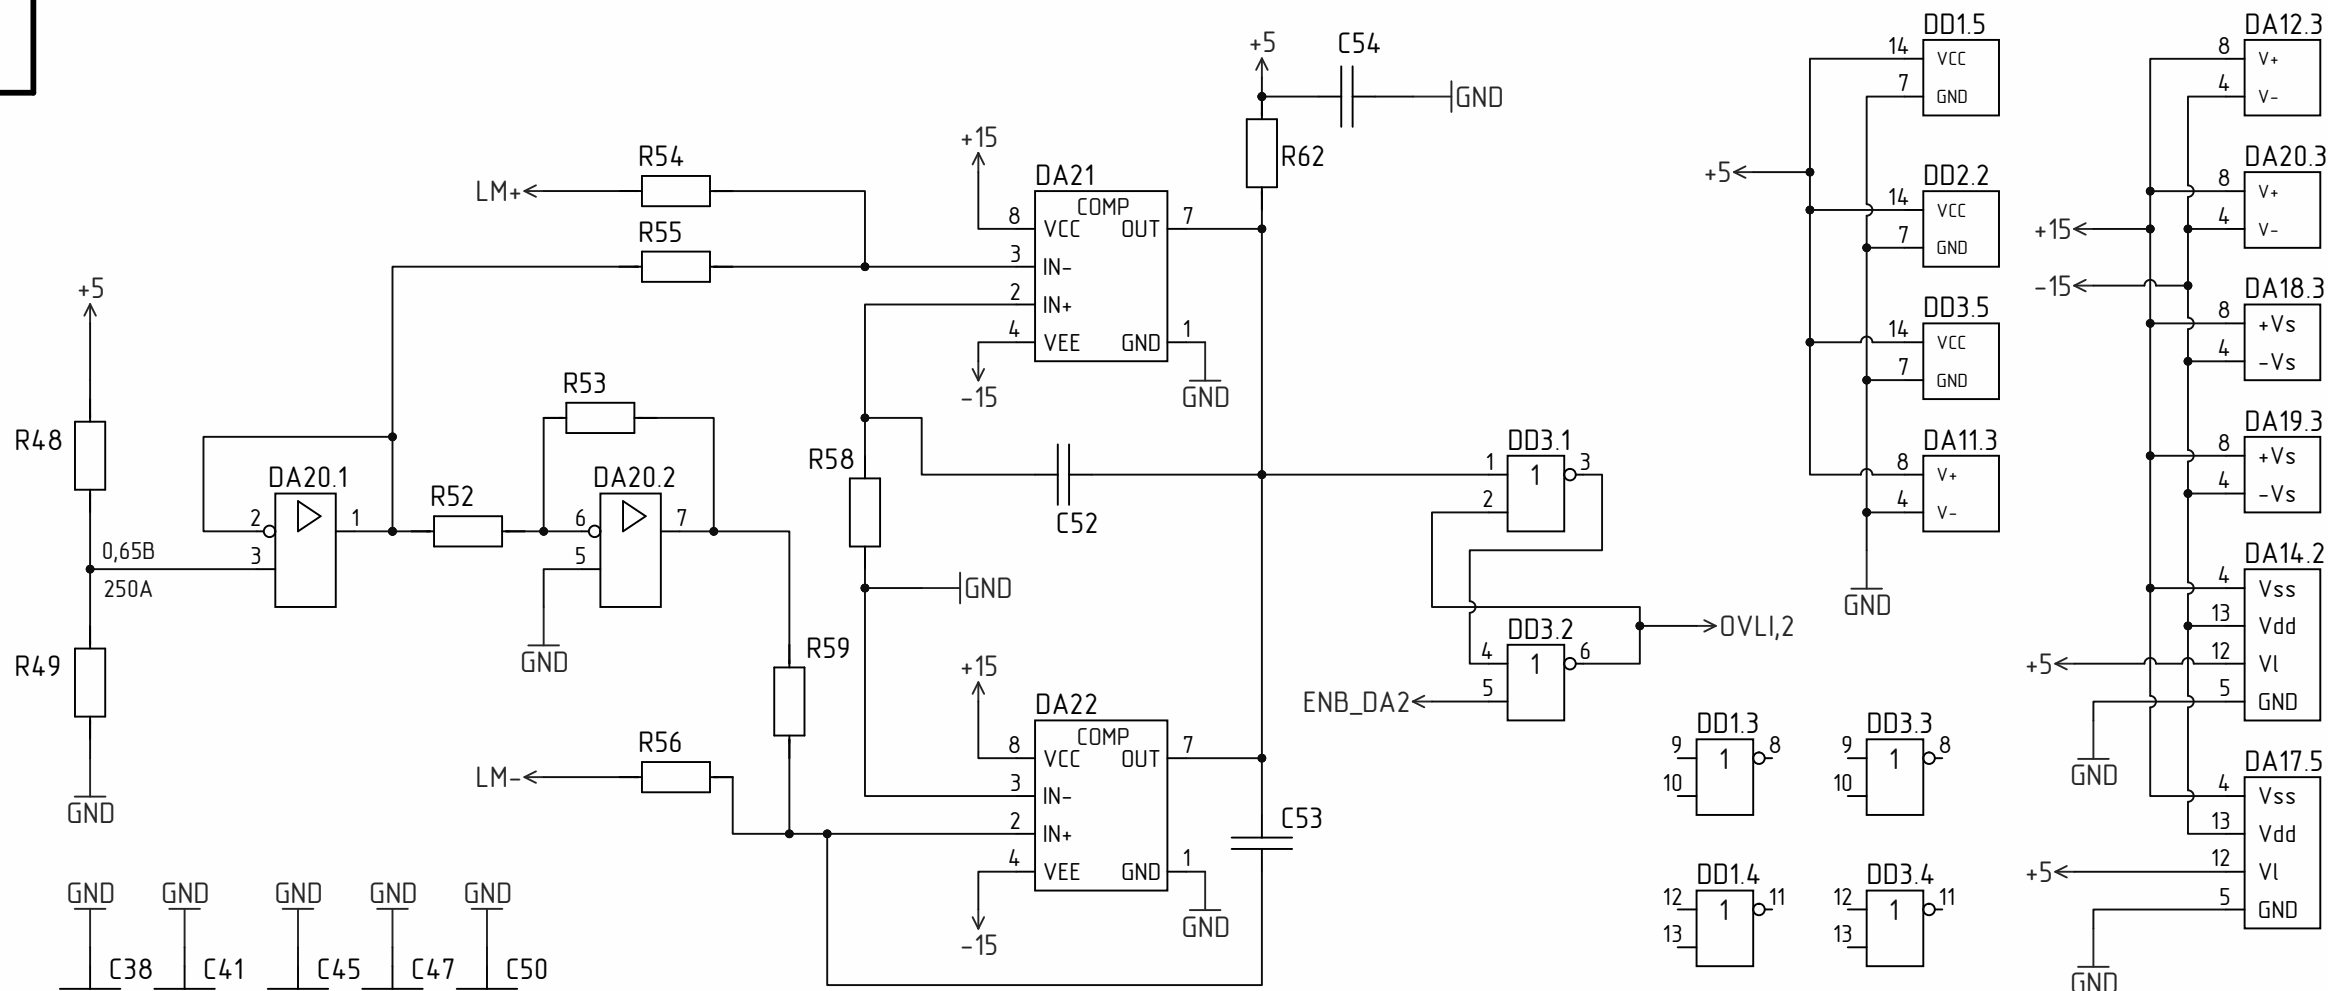 +5
R48
0,65В
250А
R49
GND
DA20.1
2
3
1
R52
R53
DA20.2
6
5
7
GND
LM+
R54
R55
LM-
R56
R58
R59
GND
+15
DA21
COMP
8 VCC OUT 7
3 IN-
2 IN+
4 VEE GND 1
-15
GND
C52
+15
DA22
COMP
8 VCC OUT 7
3 IN-
2 IN+
4 VEE GND 1
-15
GND
C53
+5
C54
GND
R62
DD3.1
1
2
1
3
DD3.2
4
5
1
6
OVLI,2
ENB_DA2
DD1.3
9
10
1
8
DD3.3
9
10
1
8
DD1.4
12
13
1
11
DD3.4
12
13
1
11
+5
DD1.5
14 VCC
7 GND
DD2.2
14 VCC
7 GND
DD3.5
14 VCC
7 GND
DA11.3
8 V+
4 V-
GND
+15
-15
DA12.3
8 V+
4 V-
DA20.3
8 V+
4 V-
DA18.3
8 +Vs
4 -Vs
DA19.3
8 +Vs
4 -Vs
DA14.2
4 Vss
13 Vdd
+5 12 Vl
5 GND
GND
DA17.5
4 Vss
13 Vdd
+5 12 Vl
5 GND
GND
GND GND GND GND GND
C38 C41 C45 C47 C50